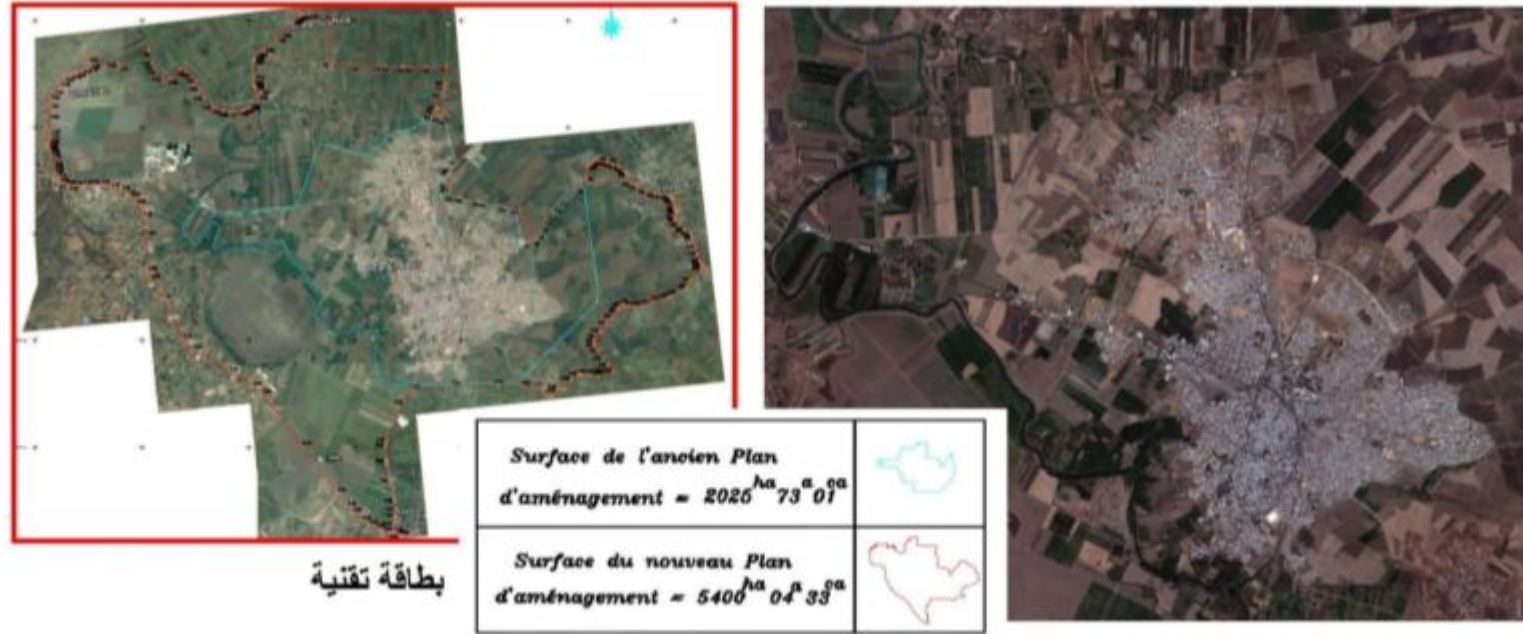 Surface de l'ancien Plan
d'aménagement = 2025ha 73a 01ca
Surface du nouveau Plan
d'aménagement = 5400ha 04a 33ca
بطاقة تقنية